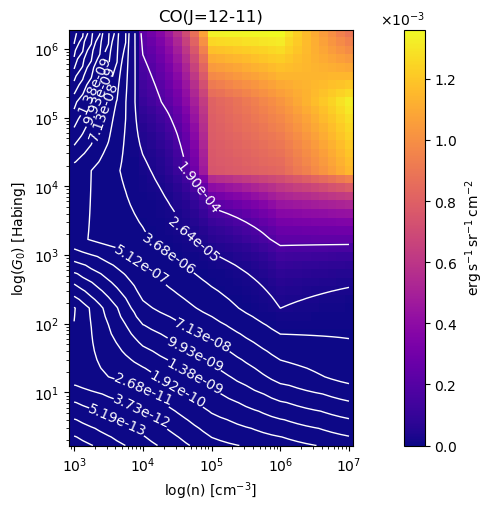 CO(J=12-11)
×10⁻³
log(G₀) [Habing]
10⁶
10⁵
10⁴
10³
10²
10¹
1.38e-09
9.93e-09
7.13e-08
1.90e-04
2.64e-05
3.68e-06
5.12e-07
7.13e-08
9.93e-09
1.38e-09
1.92e-10
2.68e-11
3.73e-12
5.19e-13
10³ 10⁴ 10⁵ 10⁶ 10⁷
log(n) [cm⁻³]
1.2
1.0
0.8
0.6
0.4
0.2
0.0
erg s⁻¹ sr⁻¹ cm⁻²